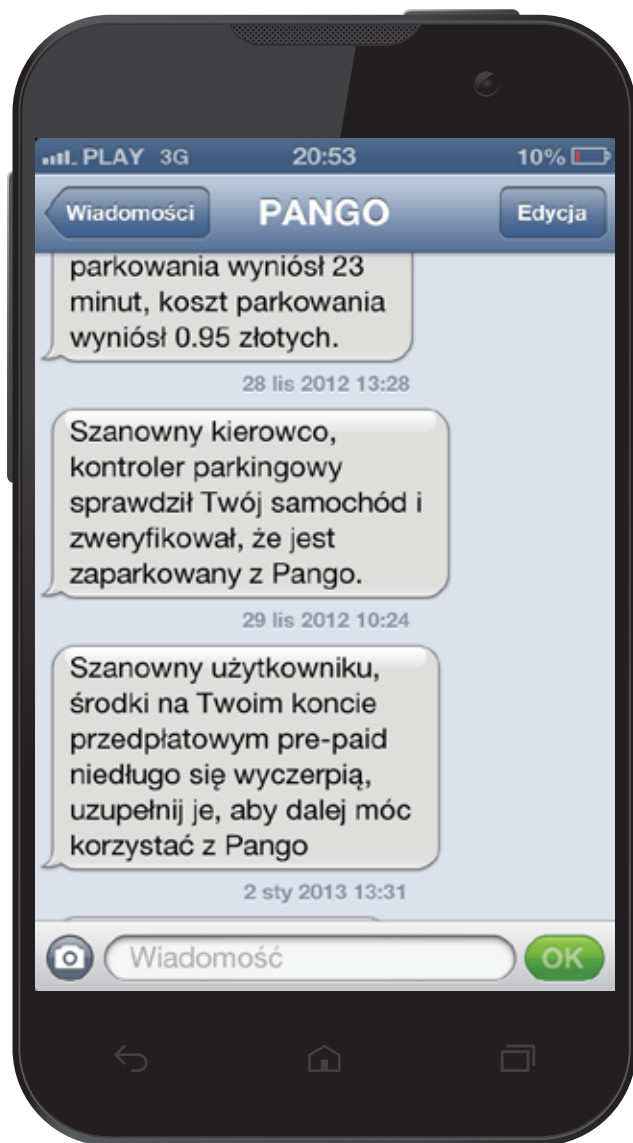 PLAY 3G 20:53 10%
Wiadomości PANGO Edycja
parkowania wyniósł 23
minut, koszt parkowania
wyniósł 0.95 złotych.
28 lis 2012 13:28
Szanowny kierowco,
kontroler parkingowy
sprawdził Twój samochód i
zweryfikował, że jest
zaparkowany z Pango.
29 lis 2012 10:24
Szanowny użytkowniku,
środki na Twoim koncie
przedpłatowym pre-paid
niedługo się wyczerpią,
uzupełnij je, aby dalej móc
korzystać z Pango
2 sty 2013 13:31
Wiadomość OK